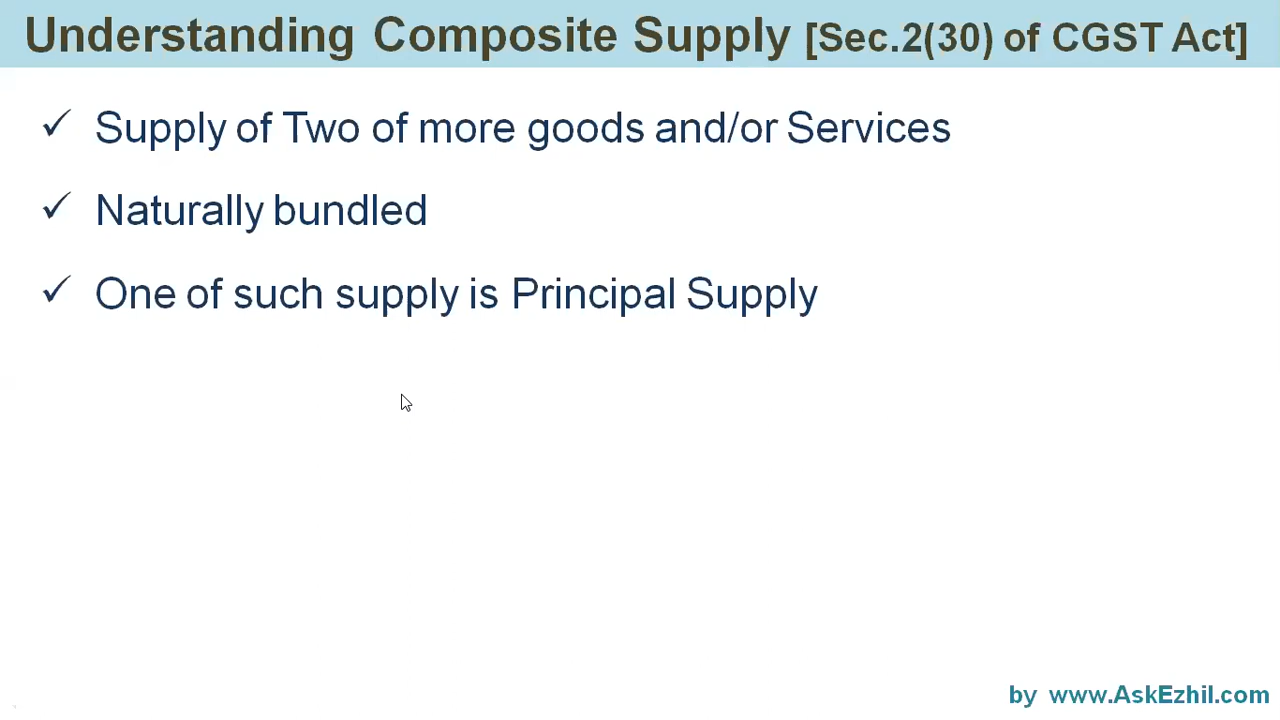 Understanding Composite Supply [Sec.2(30) of CGST Act]
✓ Supply of Two of more goods and/or Services
✓ Naturally bundled
✓ One of such supply is Principal Supply
by www.AskEzhil.com